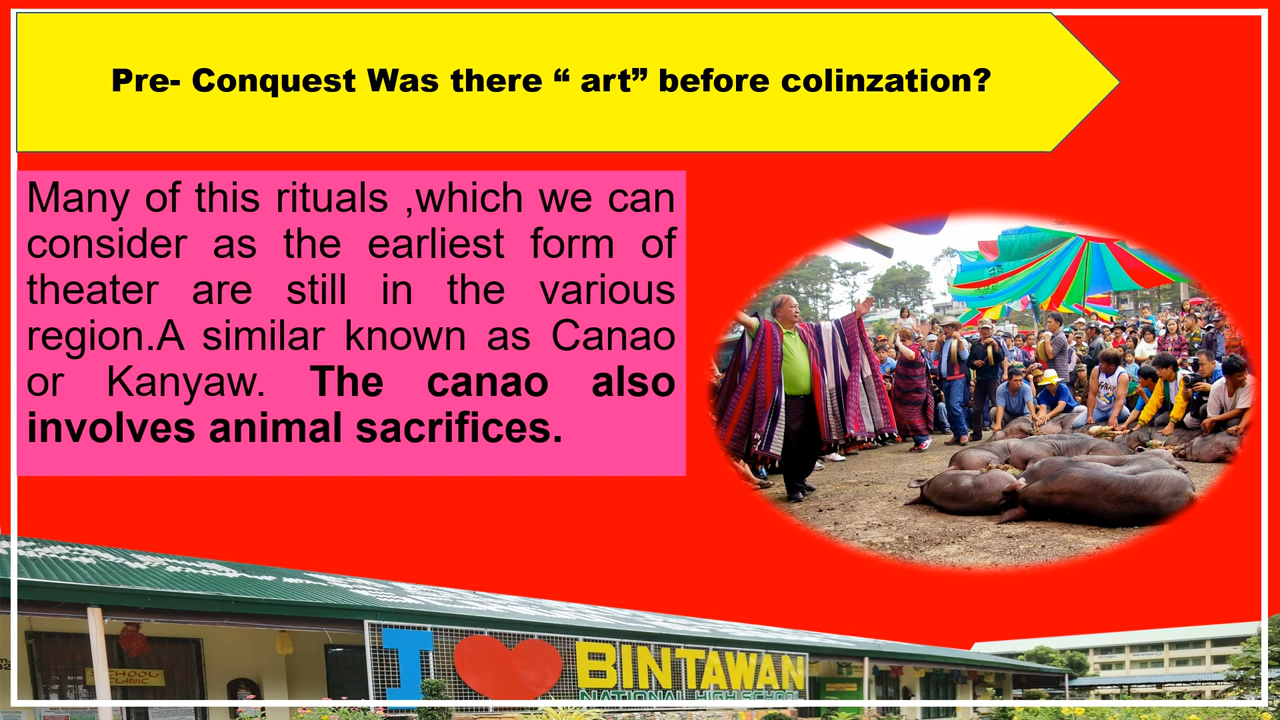 Pre- Conquest Was there “ art” before colinzation?
Many of this rituals ,which we can
consider as the earliest form of
theater are still in the various
region.A similar known as Canao
or Kanyaw. The canao also
involves animal sacrifices.
I
BINTAWAN
NATIONAL HIGH SCHOOL
SCHOOL
CLINIC